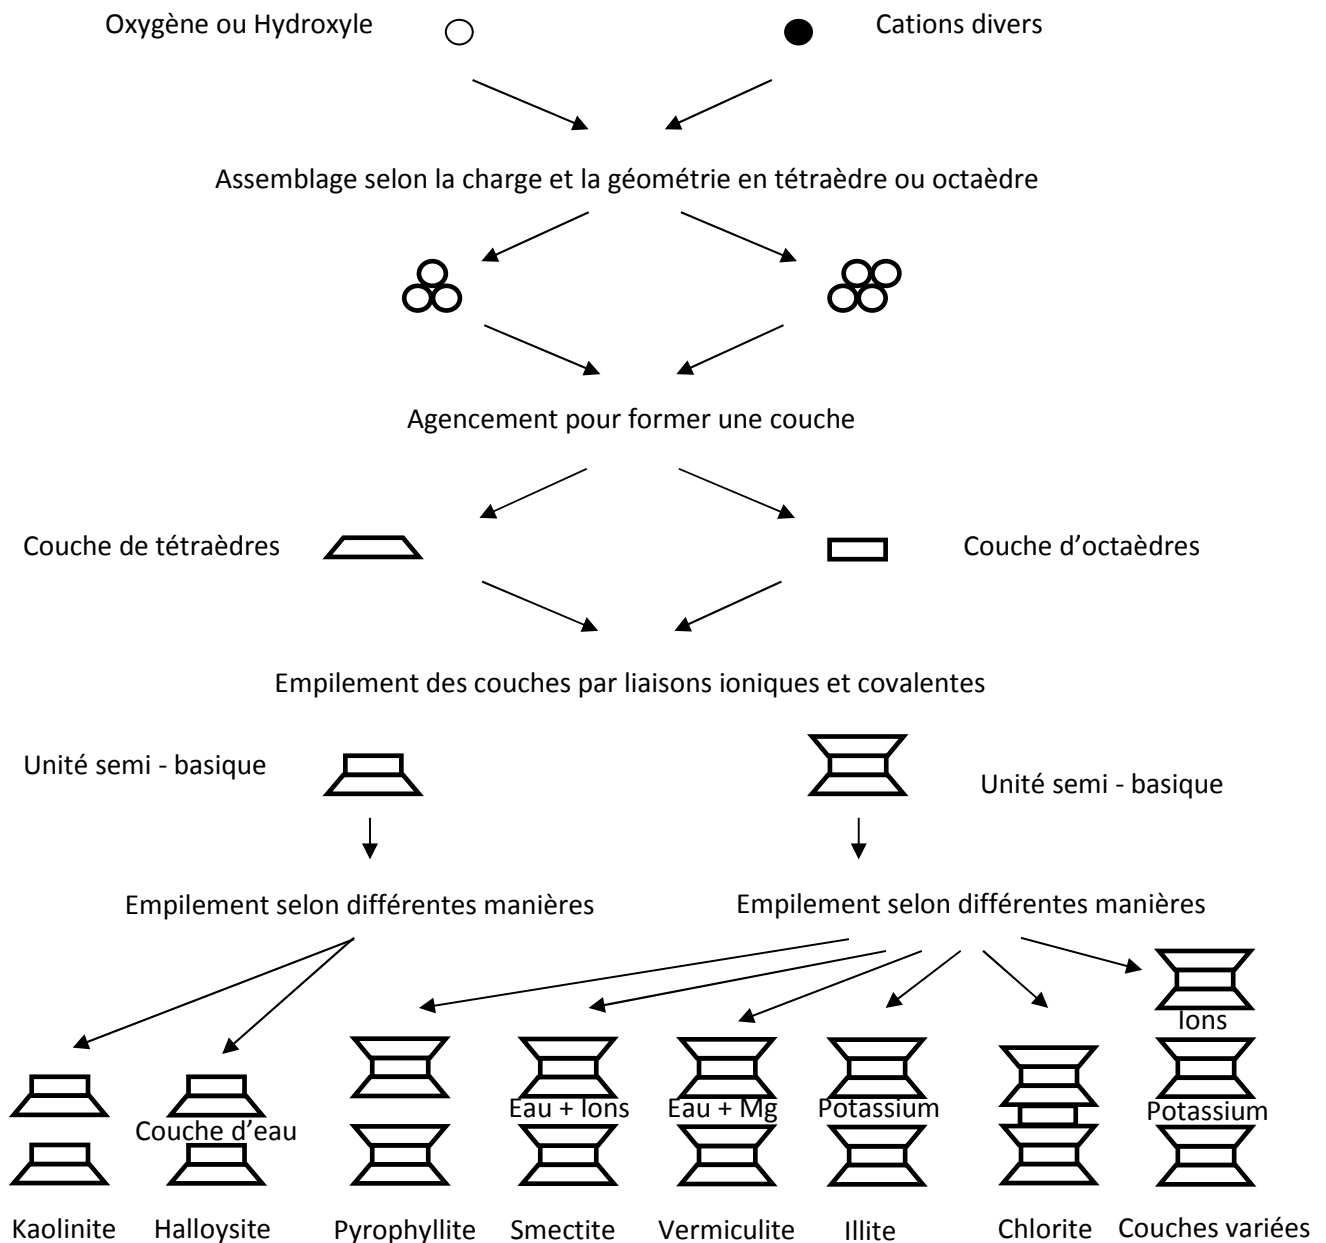 Oxygène ou Hydroxyle
Cations divers
Assemblage selon la charge et la géométrie en tétraèdre ou octaèdre
Agencement pour former une couche
Couche de tétraèdres
Couche d’octaèdres
Empilement des couches par liaisons ioniques et covalentes
Unité semi - basique
Unité semi - basique
Empilement selon différentes manières
Empilement selon différentes manières
Ions
Couche d’eau
Eau + Ions
Eau + Mg
Potassium
Potassium
Kaolinite
Halloysite
Pyrophyllite
Smectite
Vermiculite
Illite
Chlorite
Couches variées